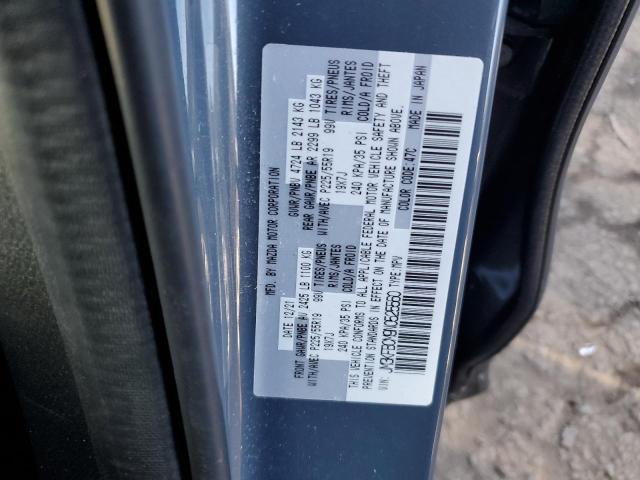 MFD. BY MAZDA MOTOR CORPORATION
DATE 12/21 GVWR/PNBV 4724 LB 2143 KG
FRONT GAWR/PNBE AV 2425 LB 1100 KG REAR GAWR/PNBE AR 2299 LB 1043 KG
WITH/AVEC P225/55R19 99V TIRES/PNEUS WITH/AVEC P225/55R19 99V TIRES/PNEUS
19X7J RIMS/JANTES 19X7J RIMS/JANTES
240 KPA/35 PSI COLD/A FROID 240 KPA/35 PSI COLD/A FROID
THIS VEHICLE CONFORMS TO ALL APPLICABLE FEDERAL MOTOR VEHICLE SAFETY AND THEFT
PREVENTION STANDARDS IN EFFECT ON THE DATE OF MANUFACTURE SHOWN ABOVE.
VIN: TYPE:MPV COLOR CODE:47C MADE IN JAPAN